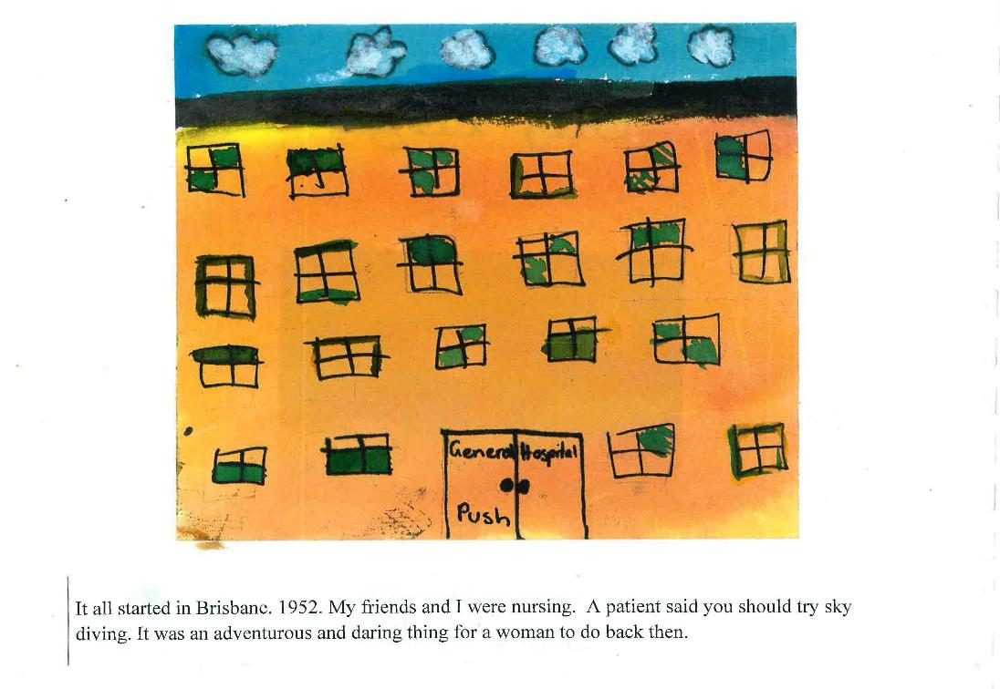 General Hospital
Push
It all started in Brisbane. 1952. My friends and I were nursing. A patient said you should try sky
diving. It was an adventurous and daring thing for a woman to do back then.